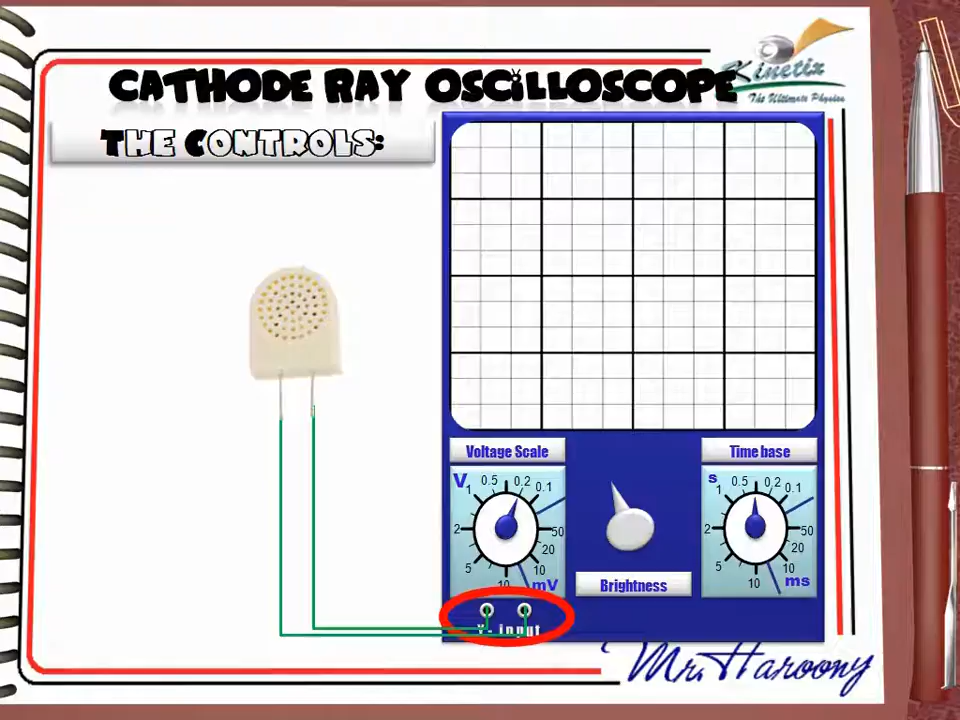 CATHODE RAY OSCILLOSCOPE
Kinetix
The Ultimate Physics
THE CONTROLS:
Voltage Scale
Time base
V
1
0.5
0.2
0.1
2
50
20
5
10
10
mV
s
1
0.5
0.2
0.1
2
50
20
5
10
10
ms
Brightness
Y- input
Mr. Haroony